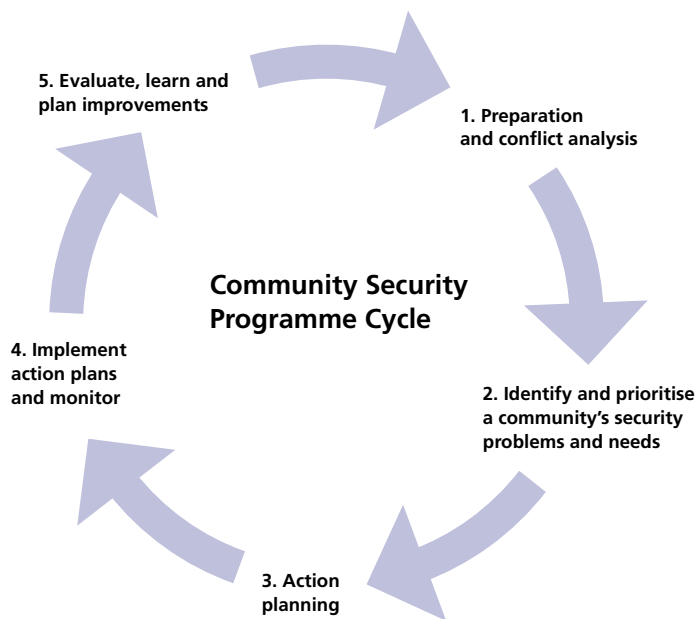 Community Security
Programme Cycle
1. Preparation
and conflict analysis
2. Identify and prioritise
a community's security
problems and needs
3. Action
planning
4. Implement
action plans
and monitor
5. Evaluate, learn and
plan improvements